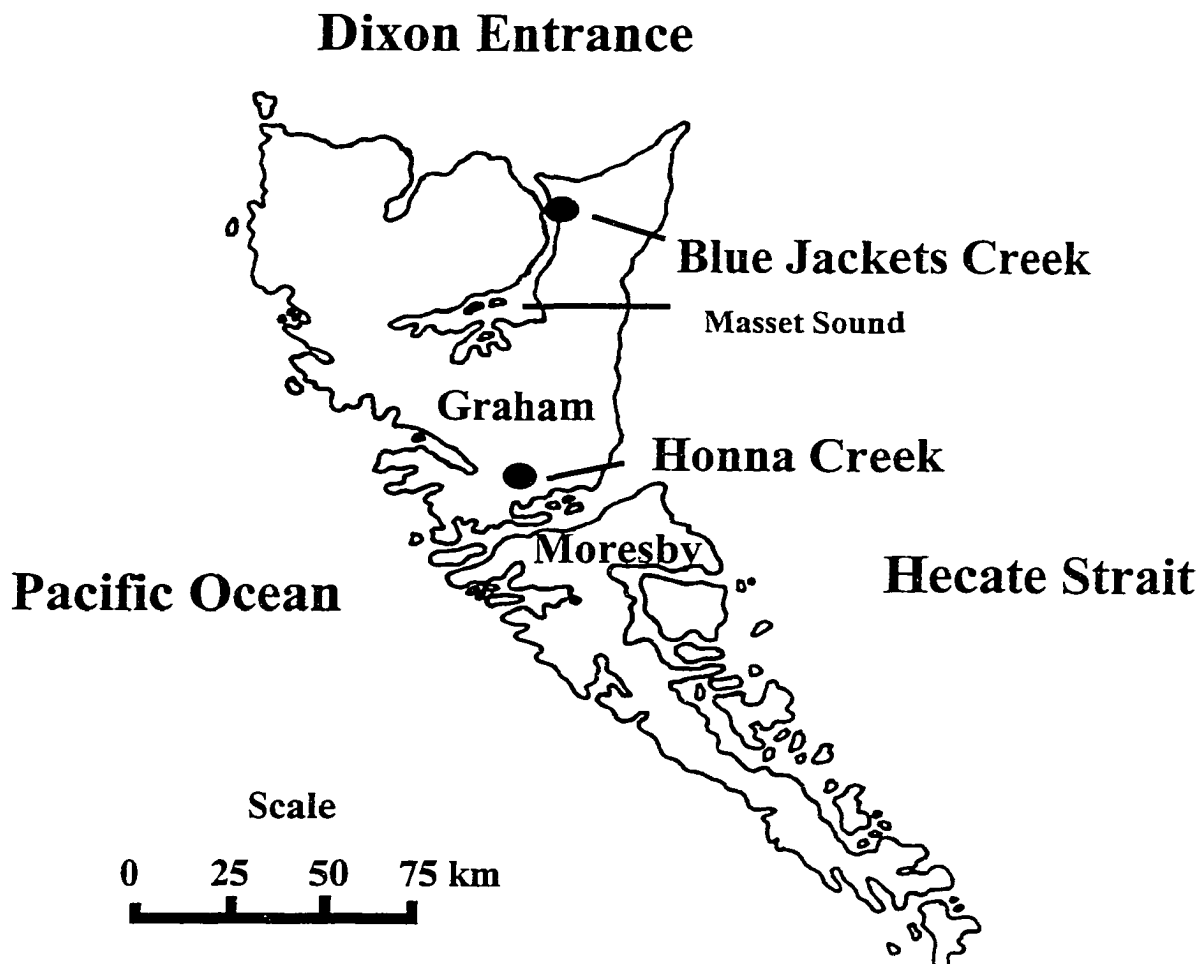 Dixon Entrance
Blue Jackets Creek
Masset Sound
Graham
Honna Creek
Moresby
Pacific Ocean
Hecate Strait
Scale
0 25 50 75 km